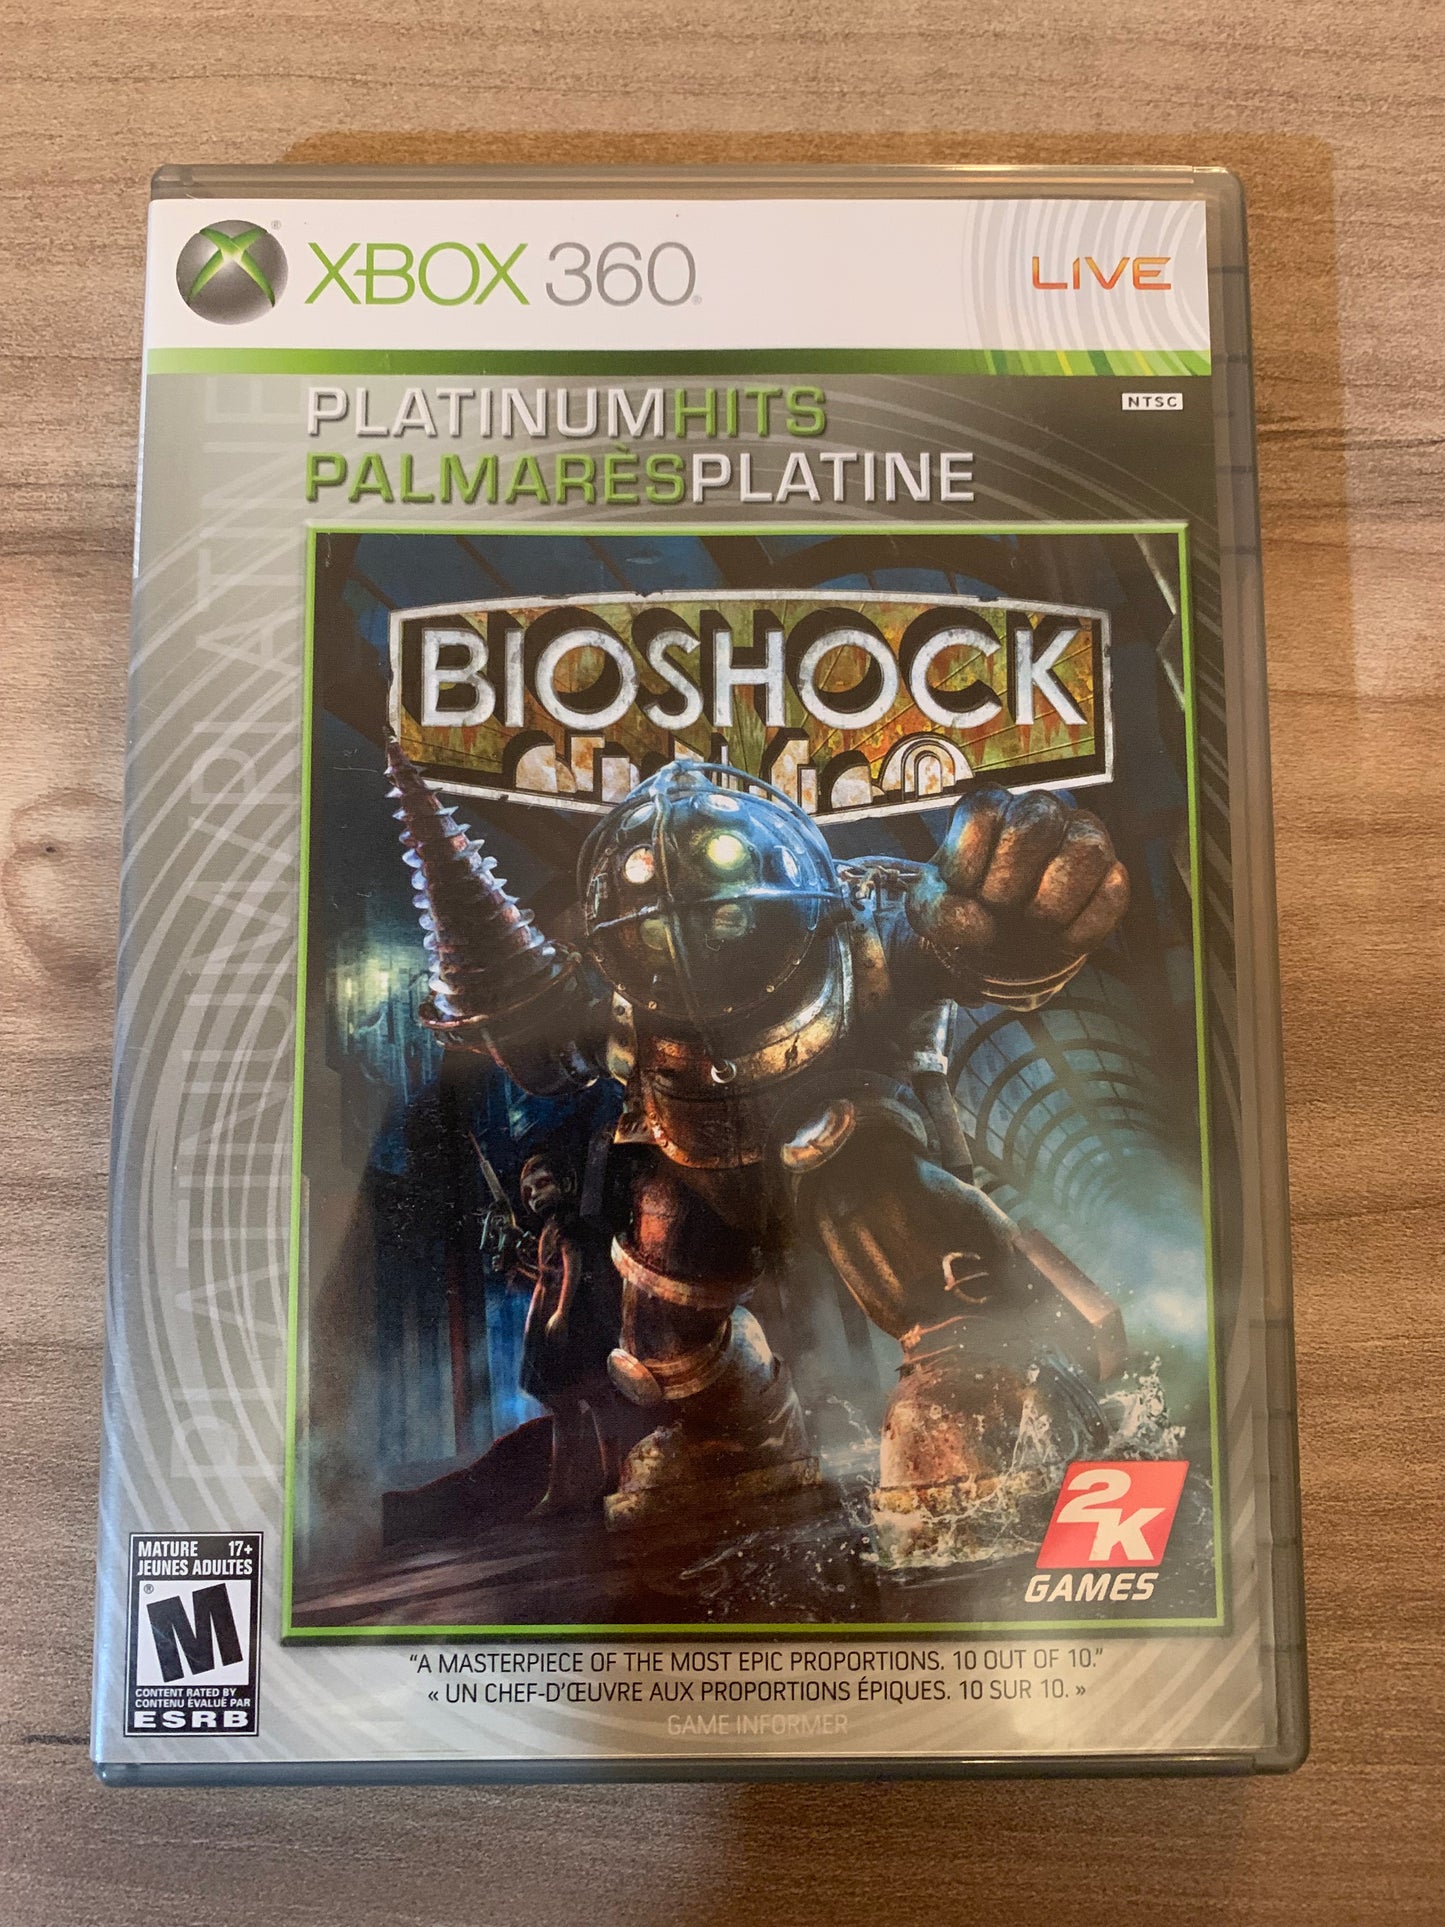 XBOX 360
LIVE
PLATINUMHITS
NTSC
PALMARÈSPLATINE
PLATINUM/PLATINE
BIOSHOCK
2K
GAMES
MATURE 17+
JEUNES ADULTES
M
CONTENT RATED BY
CONTENU ÉVALUÉ PAR
ESRB
"A MASTERPIECE OF THE MOST EPIC PROPORTIONS. 10 OUT OF 10."
« UN CHEF-D'ŒUVRE AUX PROPORTIONS ÉPIQUES. 10 SUR 10. »
GAME INFORMER